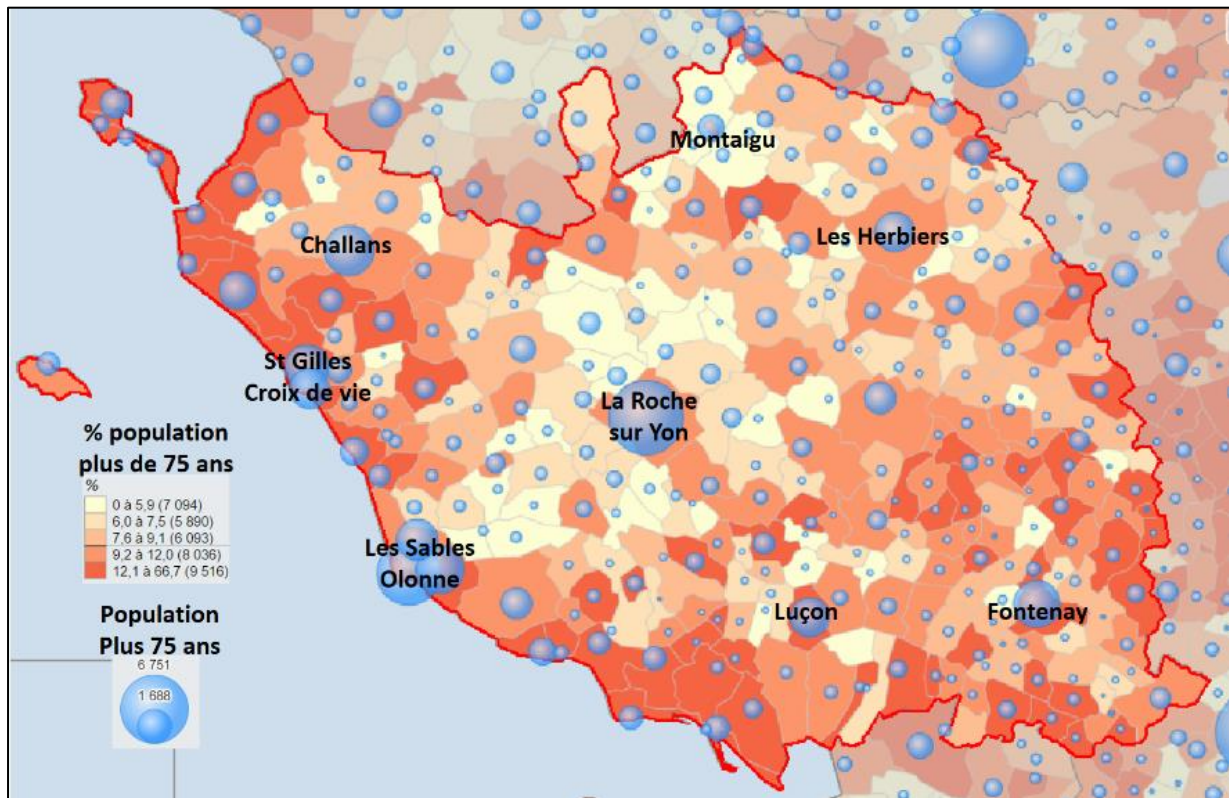 Montaigu
Challans
Les Herbiers
St Gilles
Croix de vie
La Roche
sur Yon
% population
plus de 75 ans
%
0 à 5,9 (7 094)
6,0 à 7,5 (5 890)
7,6 à 9,1 (6 093)
9,2 à 12,0 (8 036)
12,1 à 66,7 (9 516)
Les Sables
Olonne
Luçon
Fontenay
Population
Plus 75 ans
6 751
1 688